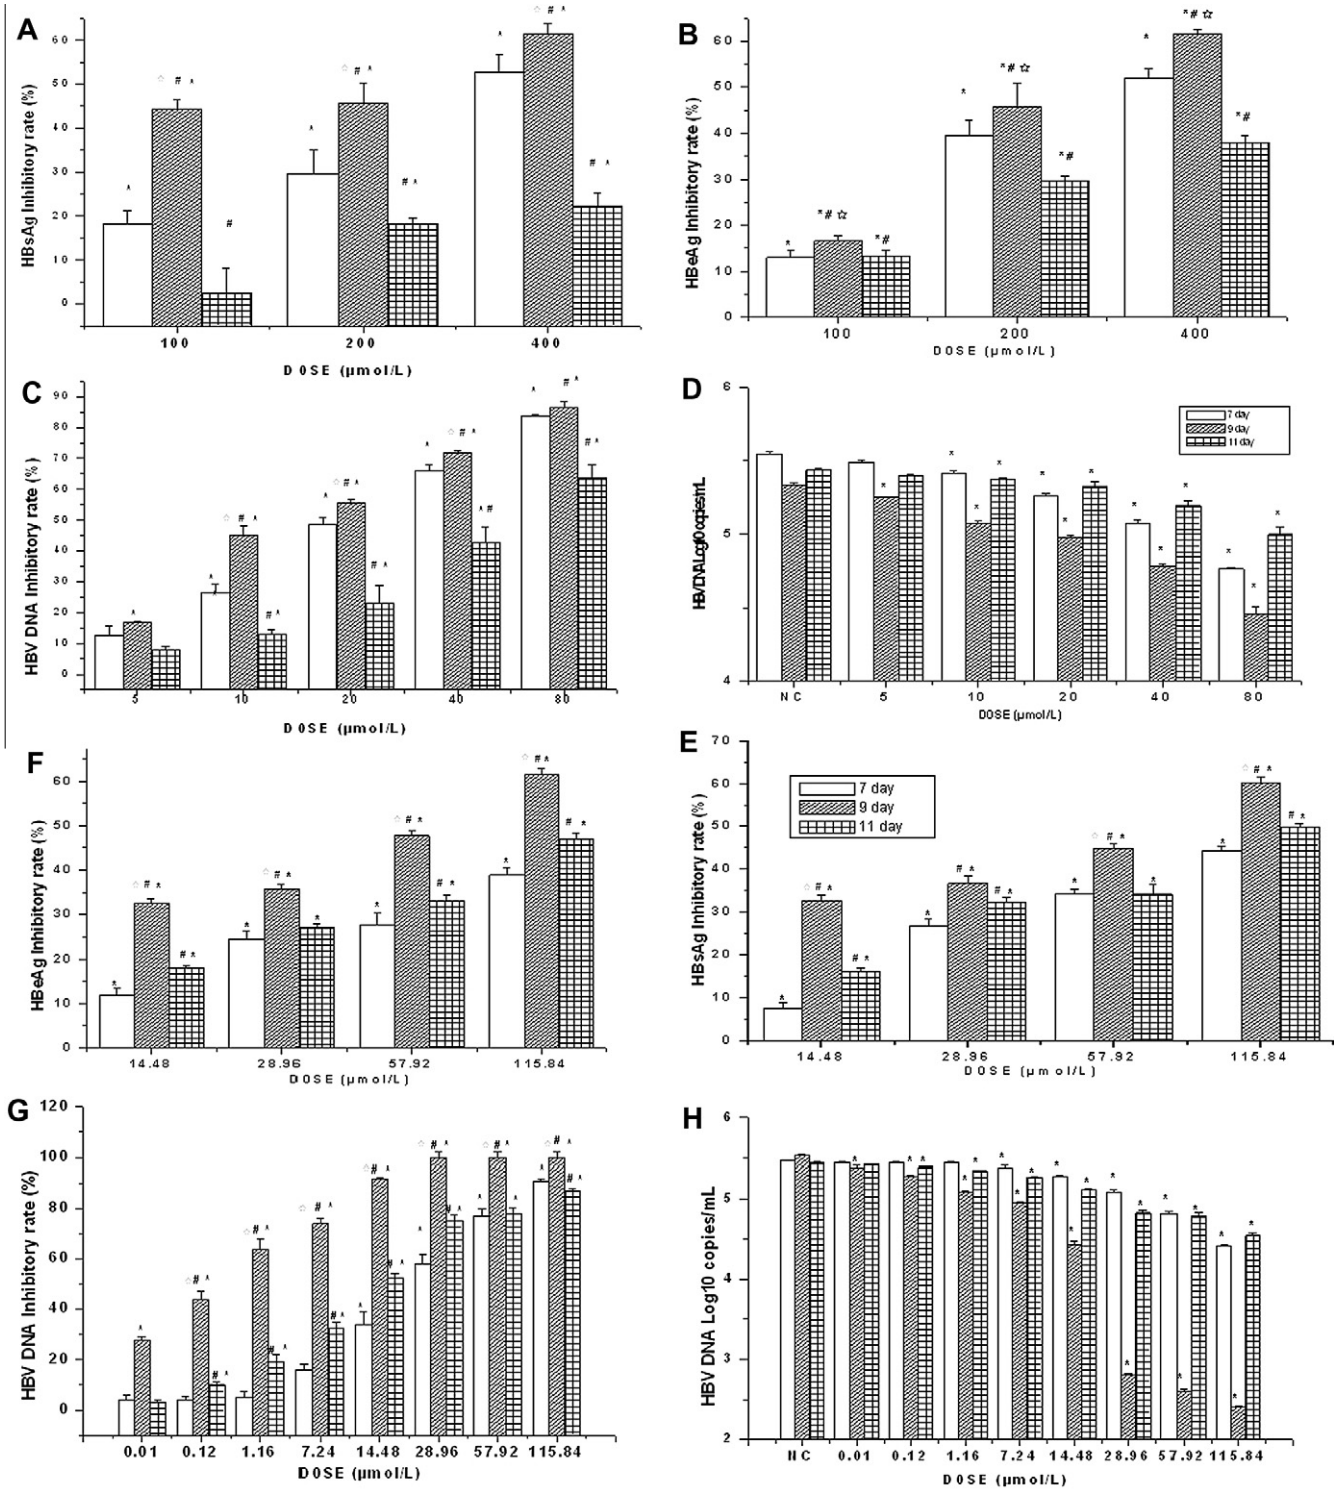 A
HBsAg Inhibitory rate (%)
60
50
40
30
20
10
0
☆ # *
*
☆ # *
*
# *
☆ # *
*
# *
*
#
100 200 400
DOSE (µmol/L)
B
HBeAg Inhibitory rate (%)
60
50
40
30
20
10
0
*#☆
*
*#☆
*
*#
*#
*#☆
*
*#
100 200 400
DOSE (µmol/L)
C
HBV DNA Inhibitory rate (%)
90
80
70
60
50
40
30
20
10
0
*
☆ # *
*
# *
☆ # *
*
# *
☆ # *
*
*#
# *
*
# *
5 10 20 40 80
DOSE (µmol/L)
D
HBV DNA Log10 copies/mL
6
5
4
7 day
9 day
11 day
*
* * *
* * *
* * *
* * *
NC 5 10 20 40 80
DOSE (µmol/L)
F
HBeAg Inhibitory rate (%)
60
50
40
30
20
10
0
☆ # *
*
# *
☆ # *
*
*
☆ # *
*
# *
☆ # *
*
# *
14.48 28.96 57.92 115.84
DOSE (µmol/L)
E
HBsAg Inhibitory rate (%)
70
60
50
40
30
20
10
0
7 day
9 day
11 day
☆ # *
*
# *
# *
*
# *
☆ # *
*
*
☆ # *
*
# *
14.48 28.96 57.92 115.84
DOSE (µmol/L)
G
HBV DNA Inhibitory rate (%)
120
100
80
60
40
20
0
*
☆ # *
# *
☆ # *
# *
☆ # *
# *
☆ # *
*
# *
☆ # *
*
# *
☆ # *
*
*
☆ # *
*
# *
0.01 0.12 1.16 7.24 14.48 28.96 57.92 115.84
DOSE (µmol/L)
H
HBV DNA Log10 copies/mL
6
5
4
3
2
*
* *
* *
* * *
* * *
* * *
* * *
* * *
NC 0.01 0.12 1.16 7.24 14.48 28.96 57.92 115.84
DOSE (µmol/L)